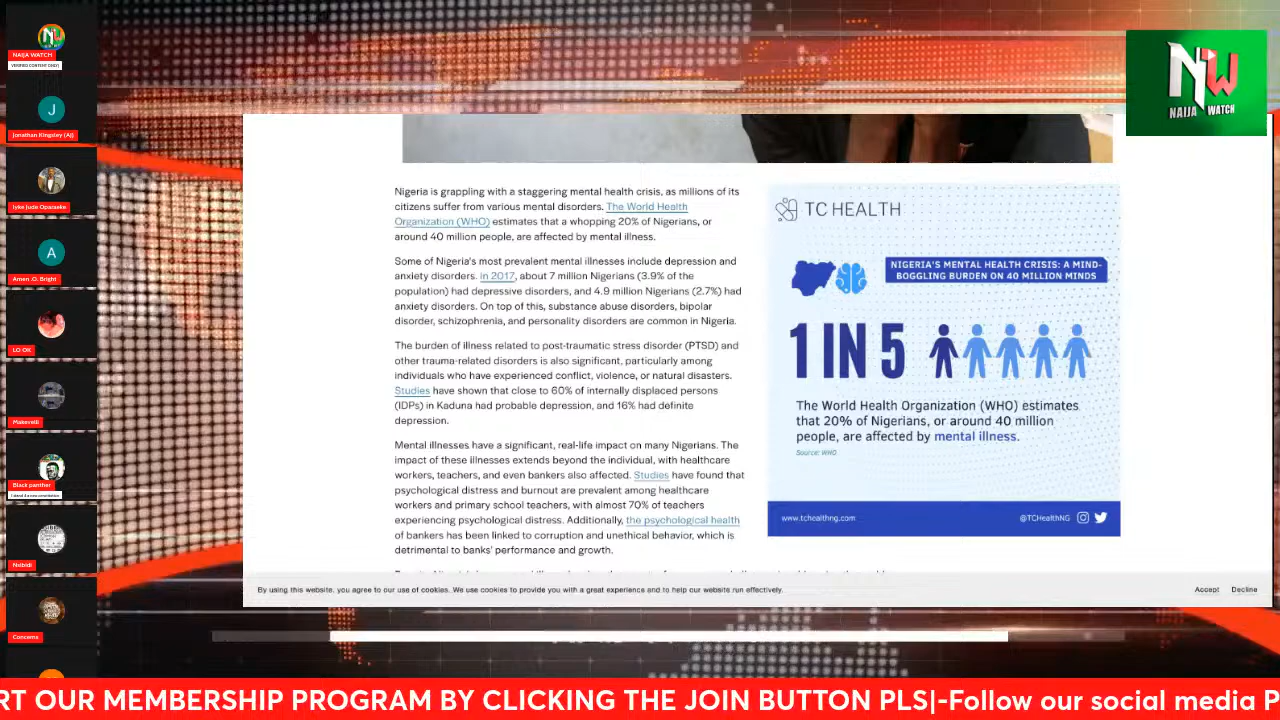 NAIJA WATCH
VERIFIED CONTENT ONLY|
J
Jonathan Kingsley (AJ)
Iyke Jude Oparaeke
A
Amen .O. Bright
LO OK
Makavelli
Black panther
Nsibidi
Concerns
NW
NAIJA WATCH
Nigeria is grappling with a staggering mental health crisis, as millions of its
citizens suffer from various mental disorders. The World Health
Organization (WHO) estimates that a whopping 20% of Nigerians, or
around 40 million people, are affected by mental illness.
Some of Nigeria's most prevalent mental illnesses include depression and
anxiety disorders. In 2017, about 7 million Nigerians (3.9% of the
population) had depressive disorders, and 4.9 million Nigerians (2.7%) had
anxiety disorders. On top of this, substance abuse disorders, bipolar
disorder, schizophrenia, and personality disorders are common in Nigeria.
The burden of illness related to post-traumatic stress disorder (PTSD) and
other trauma-related disorders is also significant, particularly among
individuals who have experienced conflict, violence, or natural disasters.
Studies have shown that close to 60% of internally displaced persons
(IDPs) in Kaduna had probable depression, and 16% had definite
depression.
Mental illnesses have a significant, real-life impact on many Nigerians. The
impact of these illnesses extends beyond the individual, with healthcare
workers, teachers, and even bankers also affected. Studies have found that
psychological distress and burnout are prevalent among healthcare
workers and primary school teachers, with almost 70% of teachers
experiencing psychological distress. Additionally, the psychological health
of bankers has been linked to corruption and unethical behavior, which is
detrimental to banks' performance and growth.
TC HEALTH
NIGERIA'S MENTAL HEALTH CRISIS: A MIND-
BOGGLING BURDEN ON 40 MILLION MINDS
1 IN 5
The World Health Organization (WHO) estimates
that 20% of Nigerians, or around 40 million
people, are affected by mental illness.
Source: WHO
www.tchealthng.com
@TCHealthNG
By using this website, you agree to our use of cookies. We use cookies to provide you with a great experience and to help our website run effectively.
Accept Decline
RT OUR MEMBERSHIP PROGRAM BY CLICKING THE JOIN BUTTON PLS|-Follow our social media P